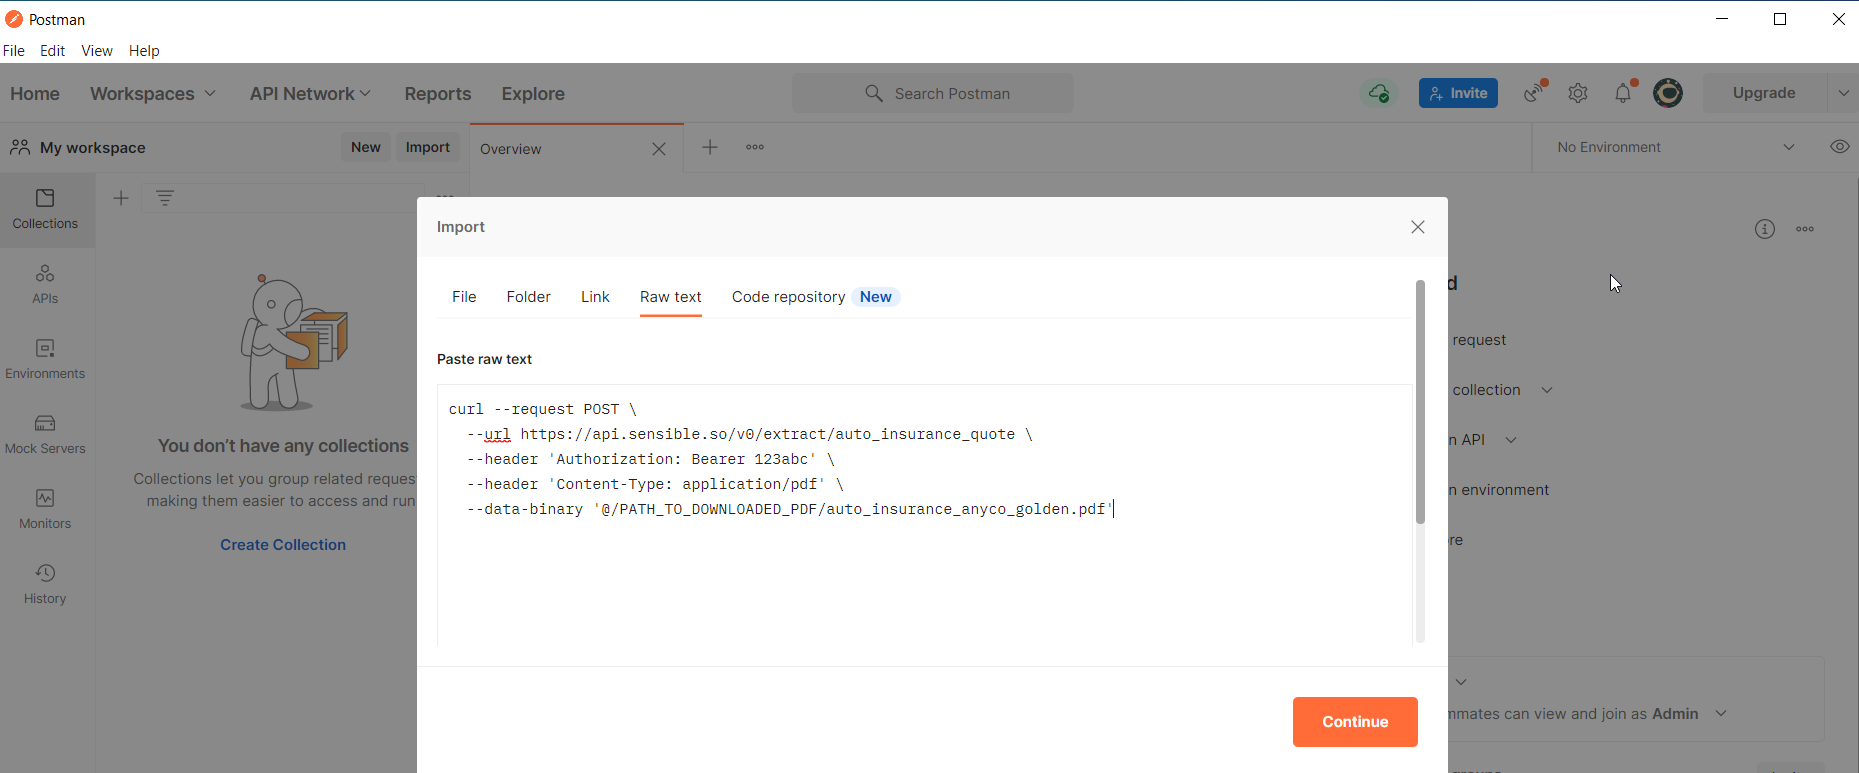 Postman
File Edit View Help
Home Workspaces API Network Reports Explore Search Postman Invite Upgrade
My workspace New Import Overview No Environment
Collections
APIs
Environments
Mock Servers
Monitors
History
You don’t have any collections
Collections let you group related
making them easier to access and run
Create Collection
Import
File Folder Link Raw text Code repository New
Paste raw text
curl --request POST \
--url https://api.sensible.so/v0/extract/auto_insurance_quote \
--header 'Authorization: Bearer 123abc' \
--header 'Content-Type: application/pdf' \
--data-binary '@/PATH_TO_DOWNLOADED_PDF/auto_insurance_anyco_golden.pdf'
Continue
request
collection
API
environment
can view and join as Admin